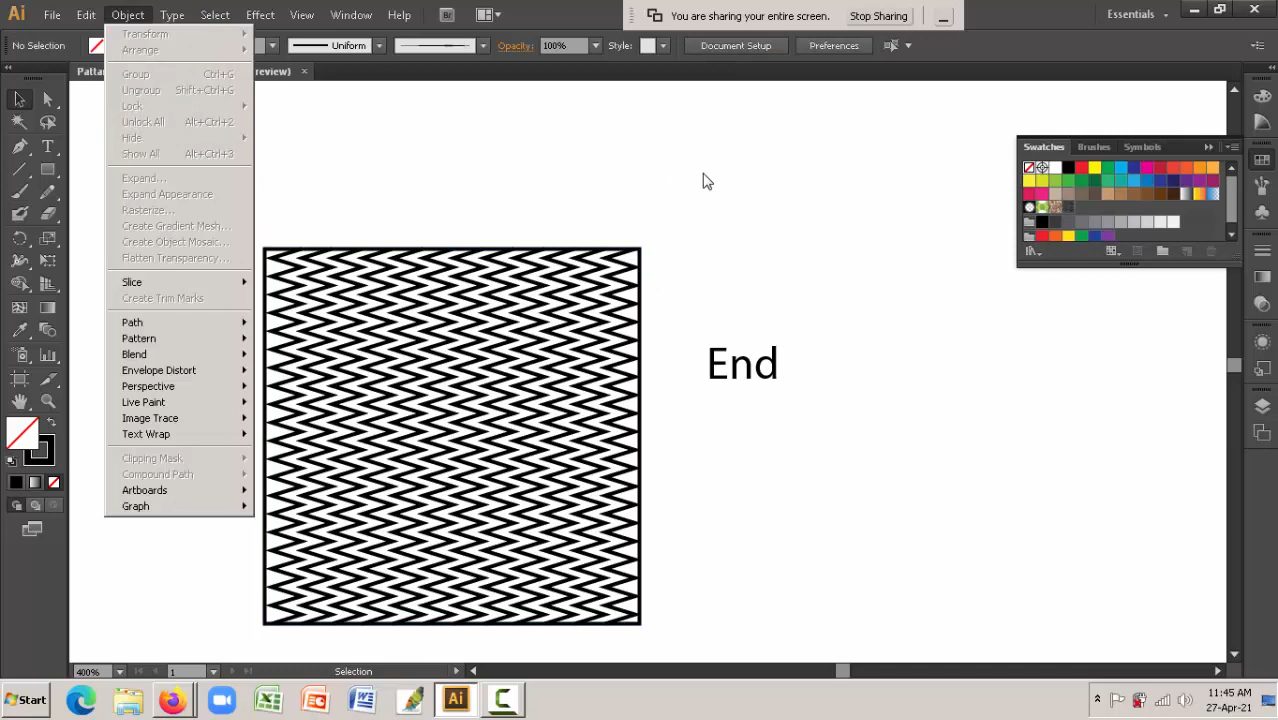 Ai File Edit Object Type Select Effect View Window Help Br
You are sharing your entire screen. Stop Sharing
Essentials
No Selection
Uniform
Opacity: 100%
Style:
Document Setup
Preferences
Patta
review) ×
Transform
Arrange
Group Ctrl+G
Ungroup Shift+Ctrl+G
Lock
Unlock All Alt+2
Hide
Show All Alt+Ctrl+3
Expand...
Expand Appearance
Rasterize...
Create Gradient Mesh...
Create Object Mosaic...
Flatten Transparency...
Slice
Create Trim Marks
Path
Pattern
Blend
Envelope Distort
Perspective
Live Paint
Image Trace
Text Wrap
Clipping Mask
Compound Path
Artboards
Graph
Swatches Brushes Symbols
End
400% 1 Selection
Start
Ai
11:45 AM
27-Apr-21